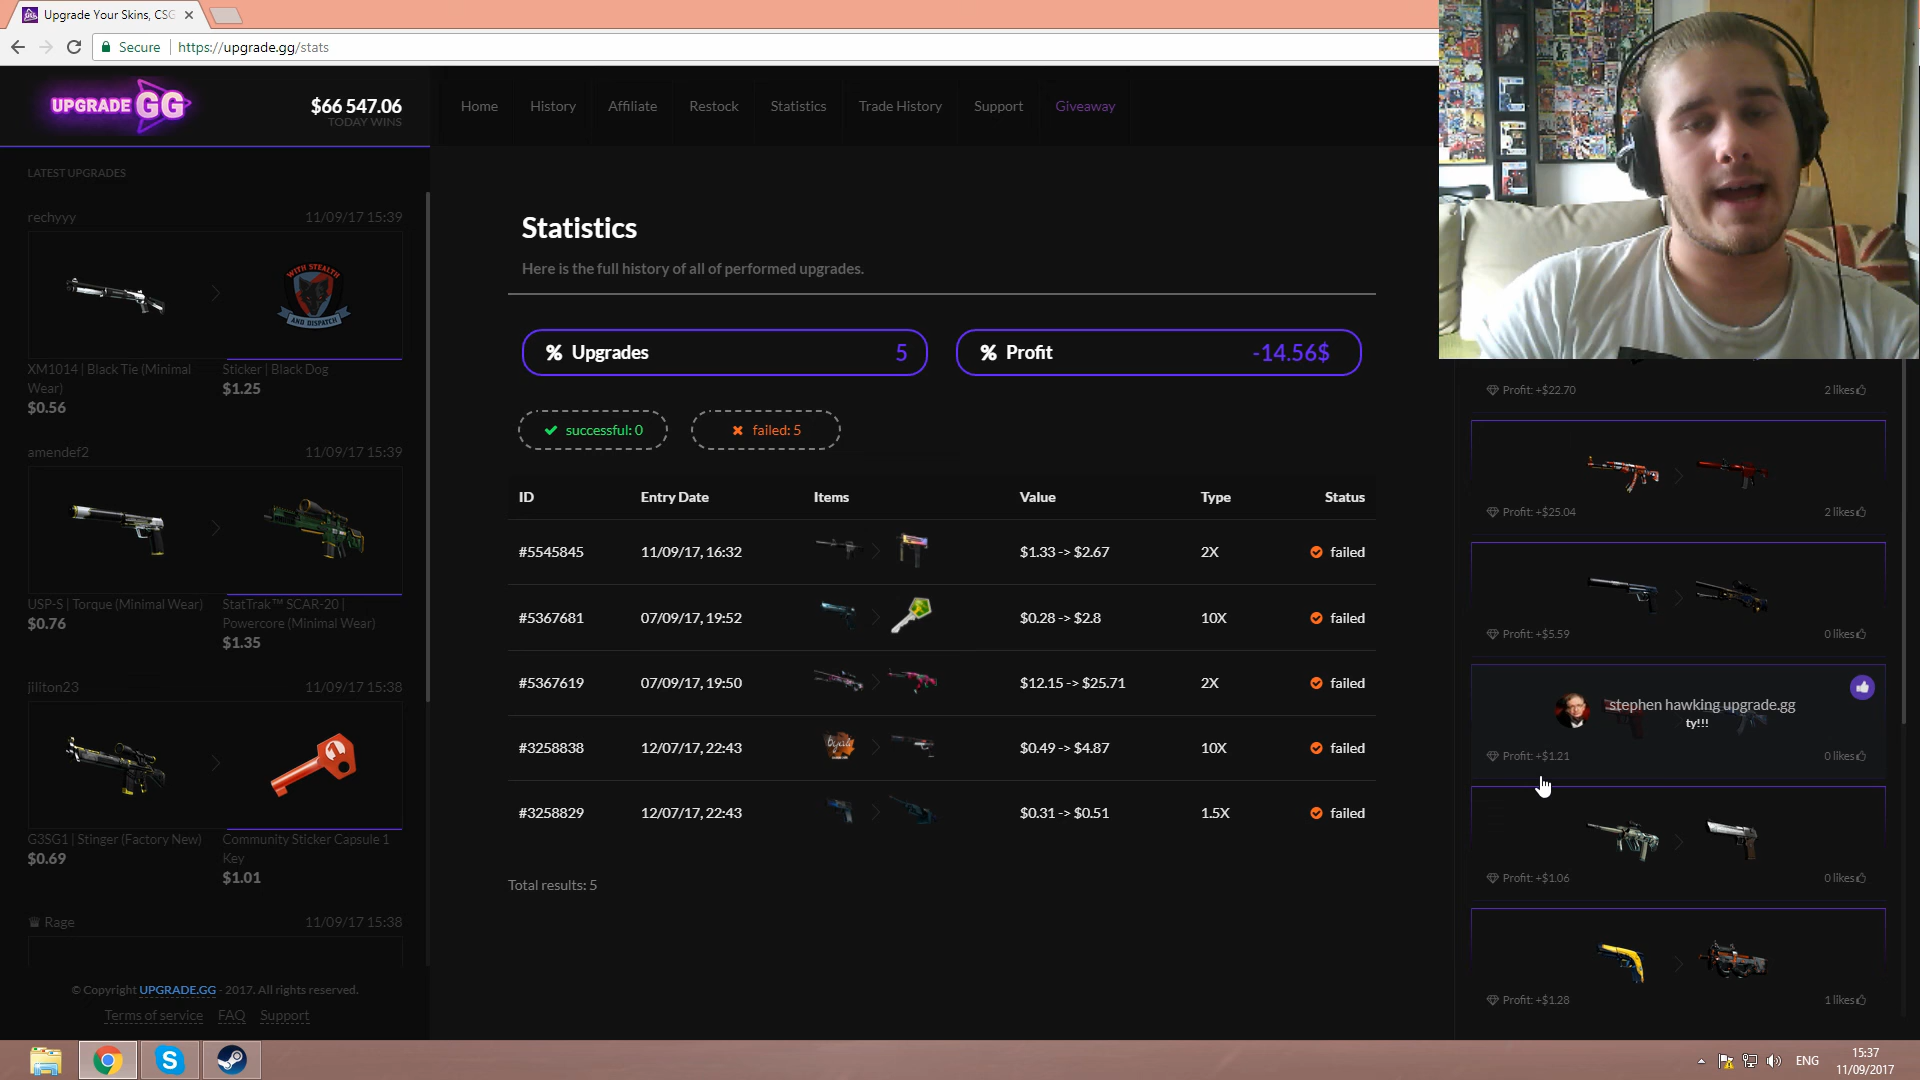 Upgrade Your Skins, CSG
Secure
https://upgrade.gg/stats
UPGRADE GG
$66 547.06
TODAY WINS
Home
History
Affiliate
Restock
Statistics
Trade History
Support
Giveaway
LATEST UPGRADES
rechyyy 11/09/17 15:39
WITH STEALTH
AND DISPATCH
XM1014 | Black Tie (Minimal
Wear)
$0.56
Sticker | Black Dog
$1.25
amendef2 11/09/17 15:39
USP-S | Torque (Minimal Wear)
$0.76
StatTrak™ SCAR-20 |
Powercore (Minimal Wear)
$1.35
jiliton23 11/09/17 15:38
G3SG1 | Stinger (Factory New)
$0.69
Community Sticker Capsule 1
Key
$1.01
Rage 11/09/17 15:38
© Copyright UPGRADE.GG - 2017. All rights reserved.
Terms of service FAQ Support
Statistics
Here is the full history of all of performed upgrades.
% Upgrades 5
% Profit -14.56$
successful: 0
failed: 5
ID Entry Date Items Value Type Status
#5545845 11/09/17, 16:32 $1.33 -> $2.67 2X failed
#5367681 07/09/17, 19:52 $0.28 -> $2.8 10X failed
#5367619 07/09/17, 19:50 $12.15 -> $25.71 2X failed
#3258838 12/07/17, 22:43 $0.49 -> $4.87 10X failed
#3258829 12/07/17, 22:43 $0.31 -> $0.51 1.5X failed
Total results: 5
Profit: +$22.70 2 likes
Profit: +$25.04 2 likes
Profit: +$5.59 0 likes
stephen hawking upgrade.gg
ty!!!
Profit: +$1.21 0 likes
Profit: +$1.06 0 likes
Profit: +$1.28 1 likes
ENG
15:37
11/09/2017